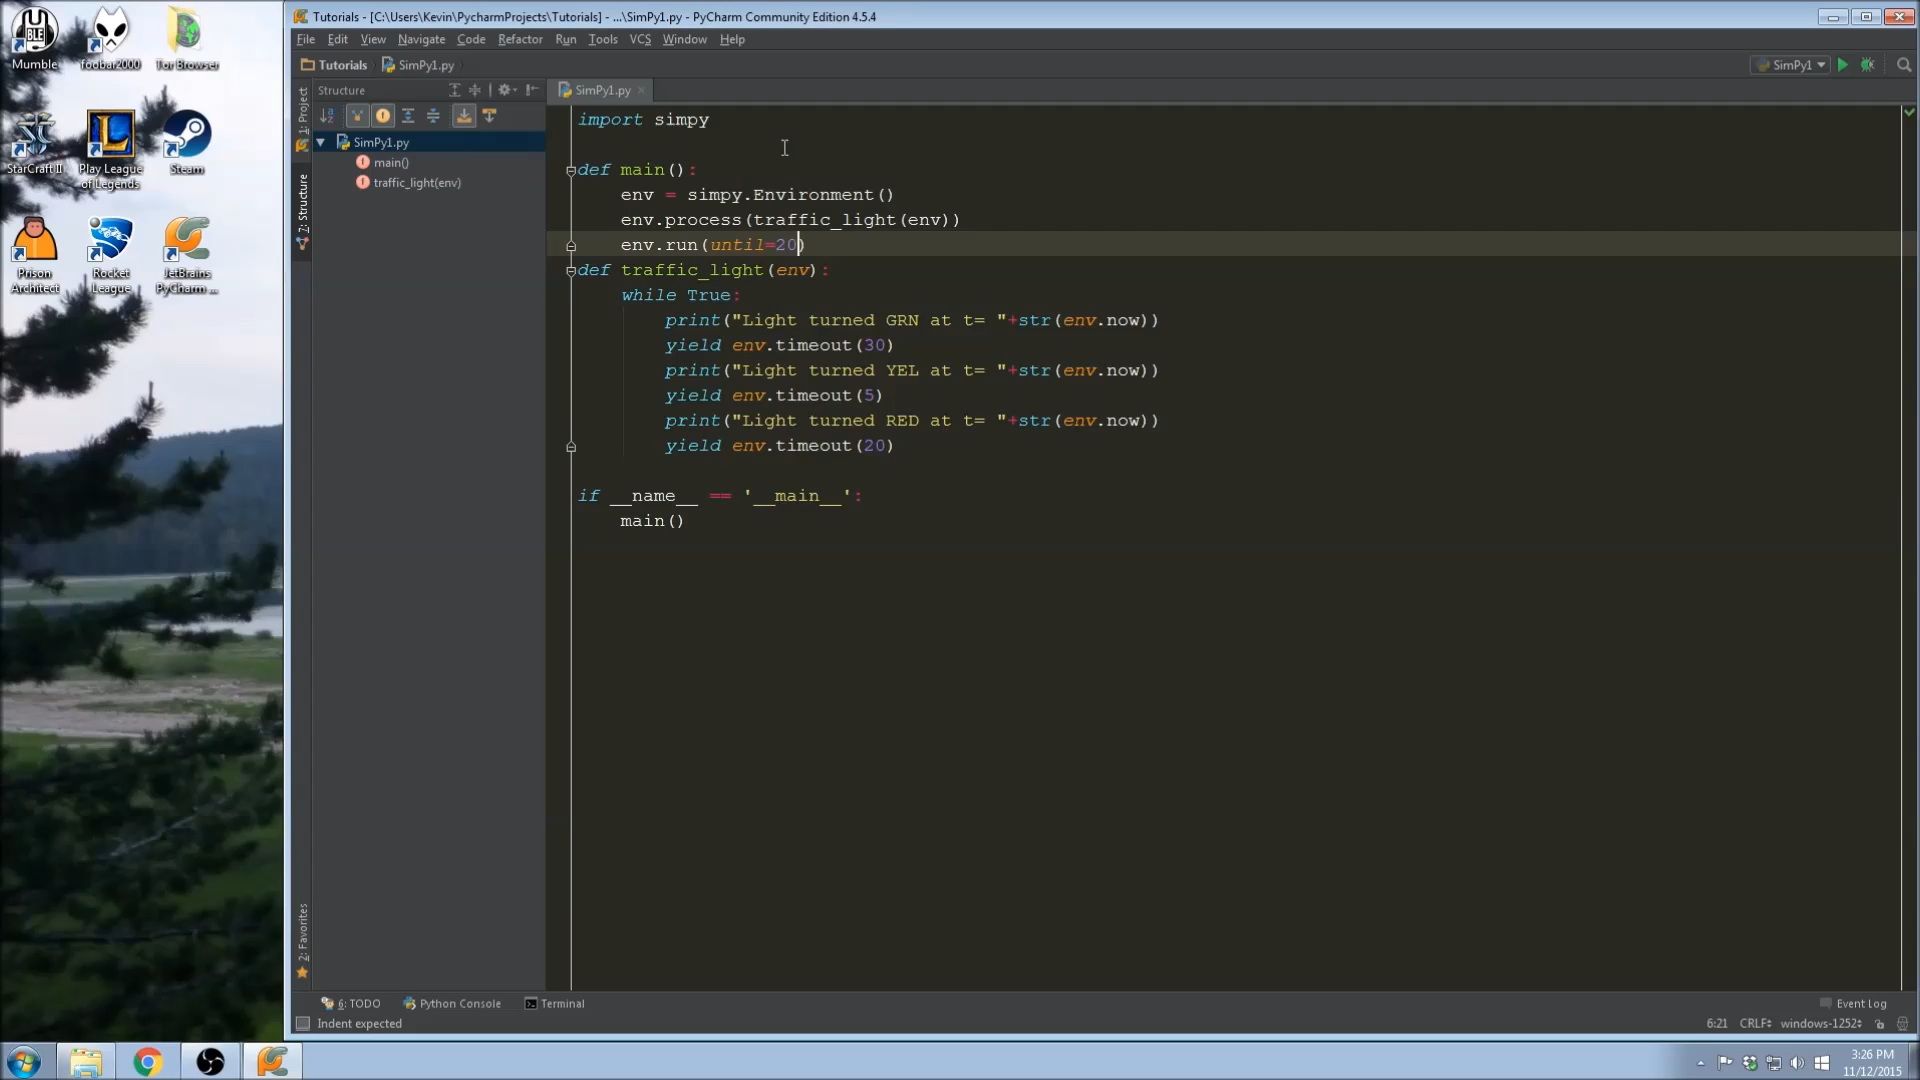 Mumble
foobar2000
Tor Browser
StarCraft II
Play League of Legends
Steam
Prison Architect
Rocket League
JetBrains PyCharm ...
Tutorials - [C:\Users\Kevin\PycharmProjects\Tutorials] - ...\SimPy1.py - PyCharm Community Edition 4.5.4
File Edit View Navigate Code Refactor Run Tools VCS Window Help
Tutorials SimPy1.py
SimPy1
1: Project
7: Structure
2: Favorites
Structure
SimPy1.py
main()
traffic_light(env)
SimPy1.py
import simpy
def main():
    env = simpy.Environment()
    env.process(traffic_light(env))
    env.run(until=20)
def traffic_light(env):
    while True:
        print("Light turned GRN at t= "+str(env.now))
        yield env.timeout(30)
        print("Light turned YEL at t= "+str(env.now))
        yield env.timeout(5)
        print("Light turned RED at t= "+str(env.now))
        yield env.timeout(20)
if __name__ == '__main__':
    main()
6: TODO Python Console Terminal
Event Log
Indent expected
6:21 CRLF windows-1252
3:26 PM
11/12/2015